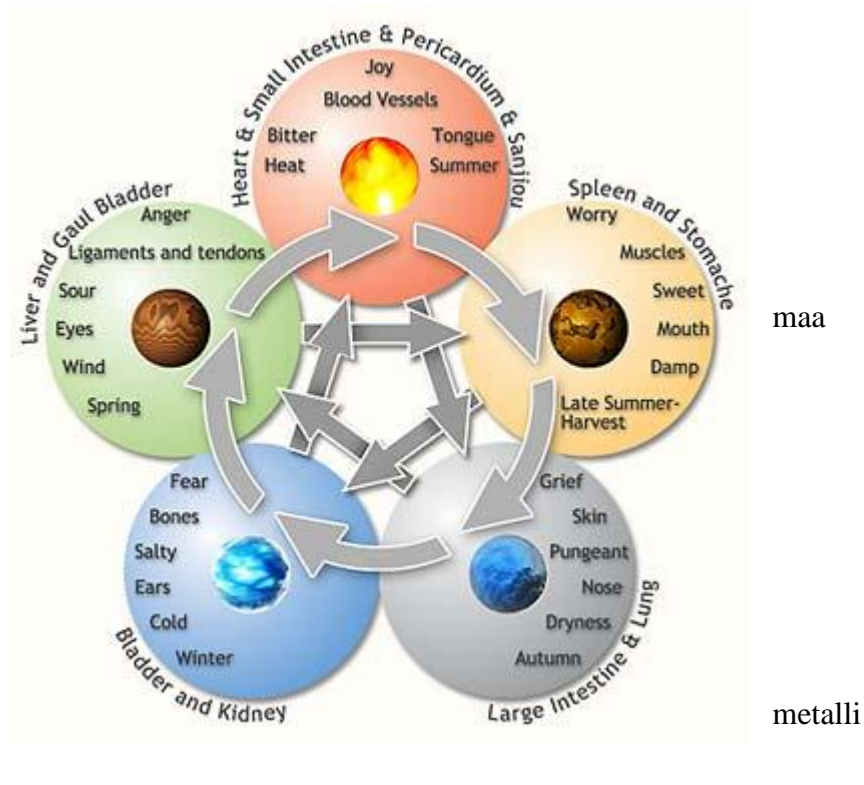 Heart & Small Intestine & Pericardium & Sanjiou
Joy
Blood Vessels
Bitter
Tongue
Heat
Summer
Liver and Gaul Bladder
Anger
Ligaments and tendons
Sour
Eyes
Wind
Spring
Spleen and Stomache
Worry
Muscles
Sweet
Mouth
Damp
Late Summer-
Harvest
maa
Fear
Bones
Salty
Ears
Cold
Winter
Bladder and Kidney
Grief
Skin
Pungeant
Nose
Dryness
Autumn
Large Intestine & Lung
metalli